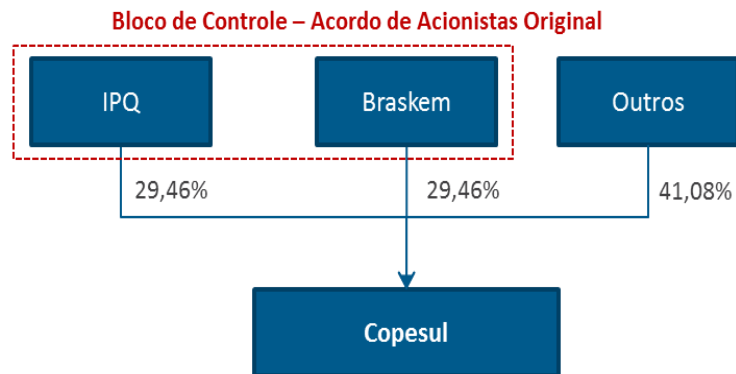 Bloco de Controle – Acordo de Acionistas Original
IPQ
Braskem
Outros
29,46%
29,46%
41,08%
Copesul